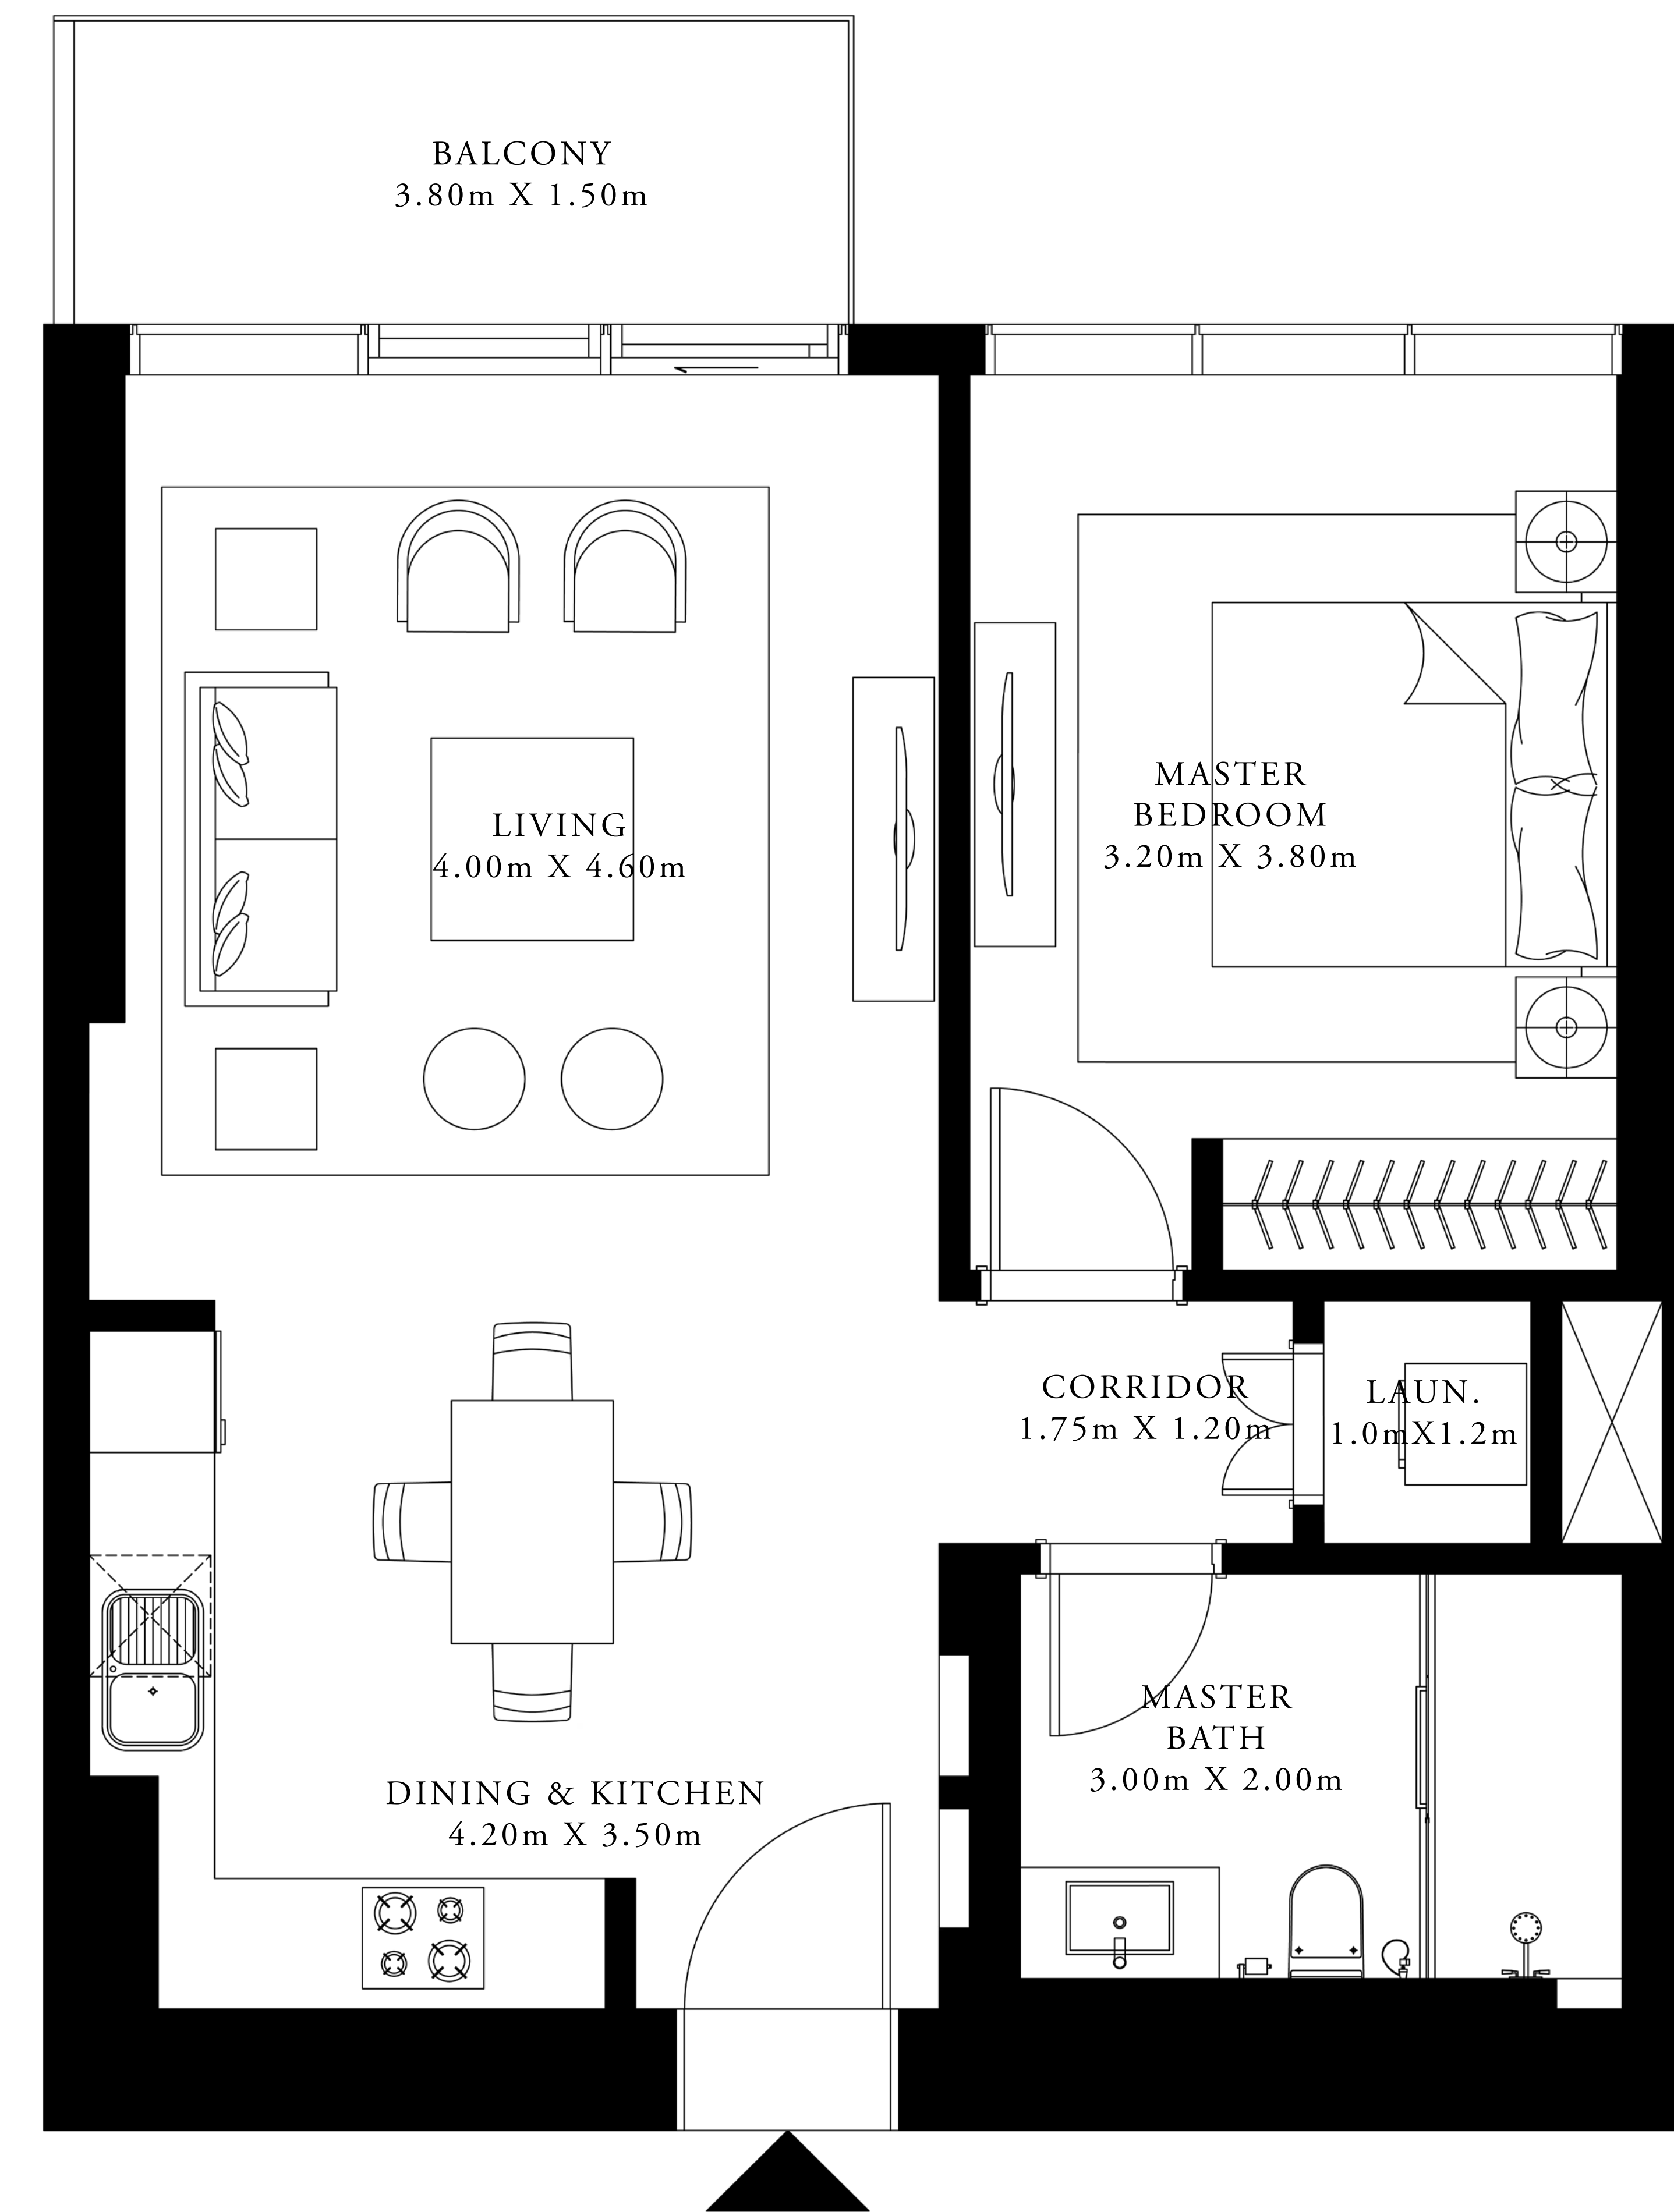 BALCONY
3.80m X 1.50m
LIVING
4.00m X 4.60m
MASTER
BEDROOM
3.20m X 3.80m
CORRIDOR
1.75m X 1.20m
LAUN.
1.0mX1.2m
MASTER
BATH
3.00m X 2.00m
DINING & KITCHEN
4.20m X 3.50m